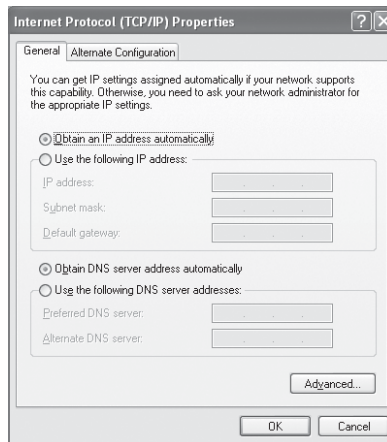 Internet Protocol (TCP/IP) Properties
General
Alternate Configuration
You can get IP settings assigned automatically if your network supports
this capability. Otherwise, you need to ask your network administrator for
the appropriate IP settings.
Obtain an IP address automatically
Use the following IP address:
IP address:
Subnet mask:
Default gateway:
Obtain DNS server address automatically
Use the following DNS server addresses:
Preferred DNS server:
Alternate DNS server:
Advanced...
OK
Cancel